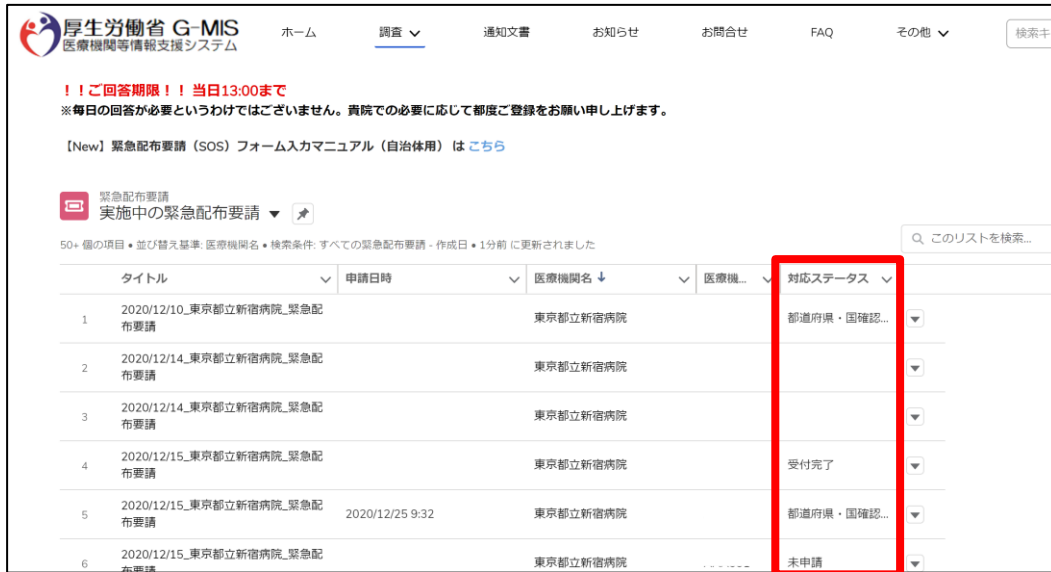 厚生労働省 G-MIS
医療機関等情報支援システム
ホーム 調査 通知文書 お知らせ お問合せ FAQ その他 検索キ
！！ご回答期限！！ 当日13:00まで
※毎日の回答が必要というわけではございません。貴院での必要に応じて都度ご登録をお願い申し上げます。
【New】緊急配布要請（SOS）フォーム入力マニュアル（自治体用） は こちら
緊急配布要請
実施中の緊急配布要請
50+ 個の項目 • 並び替え基準: 医療機関名 • 検索条件: すべての緊急配布要請 - 作成日 • 1分前 に更新されました
このリストを検索...
タイトル 申請日時 医療機関名 ↓ 医療機... 対応ステータス
1 2020/12/10_東京都立新宿病院_緊急配 東京都立新宿病院 都道府県・国確認...
布要請
2 2020/12/14_東京都立新宿病院_緊急配 東京都立新宿病院
布要請
3 2020/12/14_東京都立新宿病院_緊急配 東京都立新宿病院
布要請
4 2020/12/15_東京都立新宿病院_緊急配 東京都立新宿病院 受付完了
布要請
5 2020/12/15_東京都立新宿病院_緊急配 2020/12/25 9:32 東京都立新宿病院 都道府県・国確認...
布要請
6 2020/12/15_東京都立新宿病院_緊急配 東京都立新宿病院 未申請
布要請